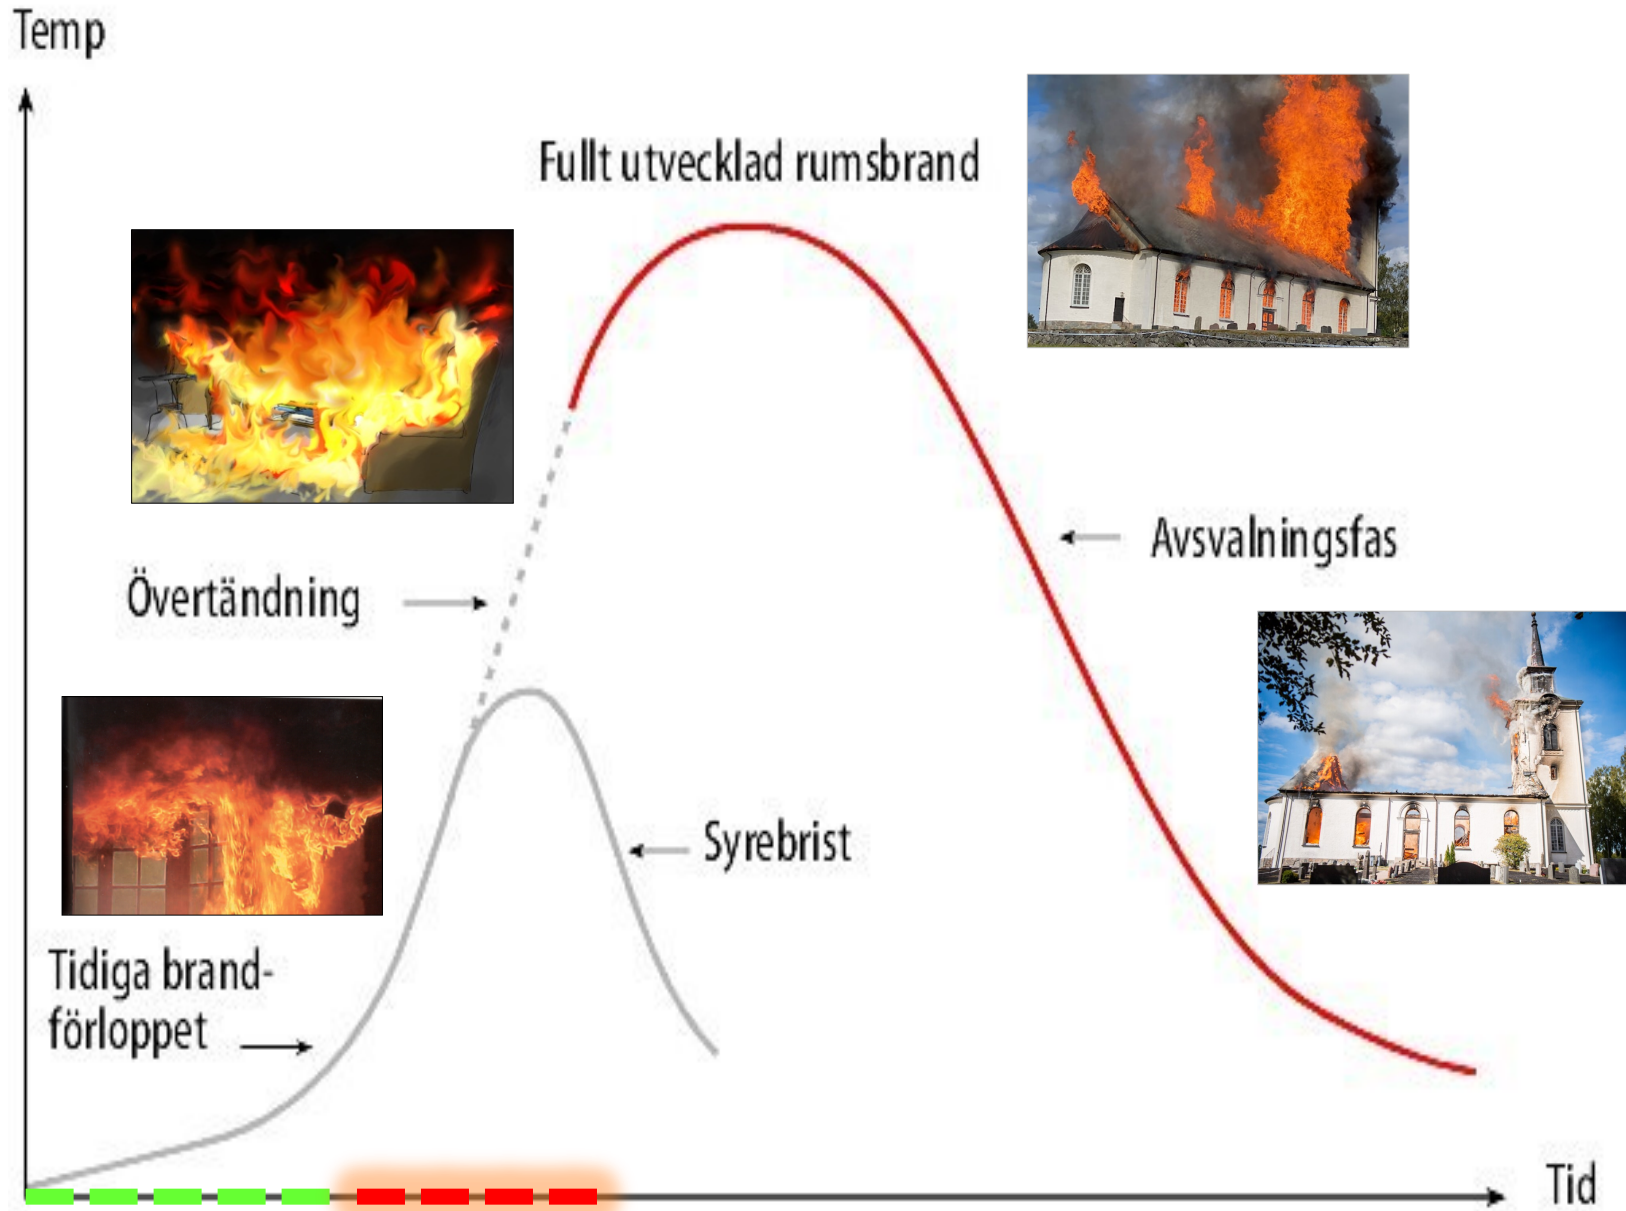 Temp
Fullt utvecklad rumsbrand
Avsvalningsfas
Övertändning
Syrebrist
Tidiga brand-
förloppet
Tid